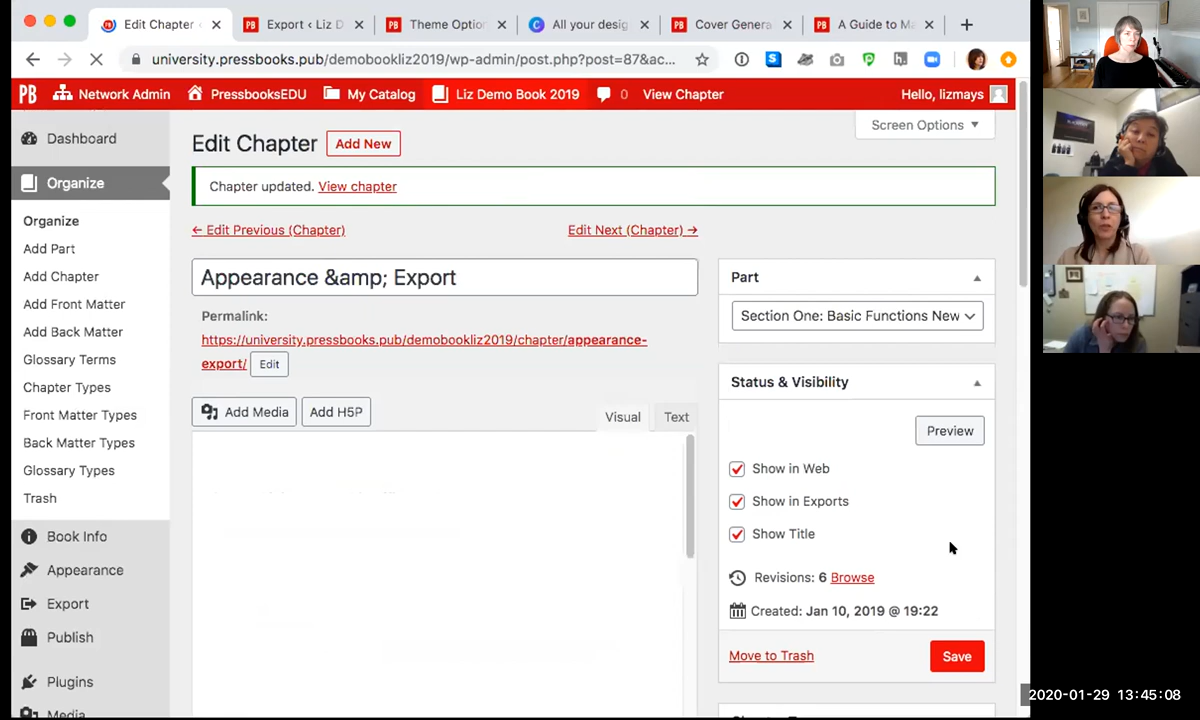 Edit Chapter
Export ‹ Liz D
Theme Option
All your desig
Cover Genera
A Guide to Ma
university.pressbooks.pub/demobookliz2019/wp-admin/post.php?post=87&ac...
PB
Network Admin
PressbooksEDU
My Catalog
Liz Demo Book 2019
0
View Chapter
Hello, lizmays
Dashboard
Organize
Organize
Add Part
Add Chapter
Add Front Matter
Add Back Matter
Glossary Terms
Chapter Types
Front Matter Types
Back Matter Types
Glossary Types
Trash
Book Info
Appearance
Export
Publish
Plugins
Media
Screen Options ▼
Edit Chapter
Add New
Chapter updated. View chapter
← Edit Previous (Chapter)
Edit Next (Chapter) →
Appearance &amp; Export
Permalink:
https://university.pressbooks.pub/demobookliz2019/chapter/appearance-
export/
Edit
Add Media
Add H5P
Visual
Text
Part
Section One: Basic Functions New
Status & Visibility
Preview
Show in Web
Show in Exports
Show Title
Revisions: 6 Browse
Created: Jan 10, 2019 @ 19:22
Move to Trash
Save
2020-01-29 13:45:08